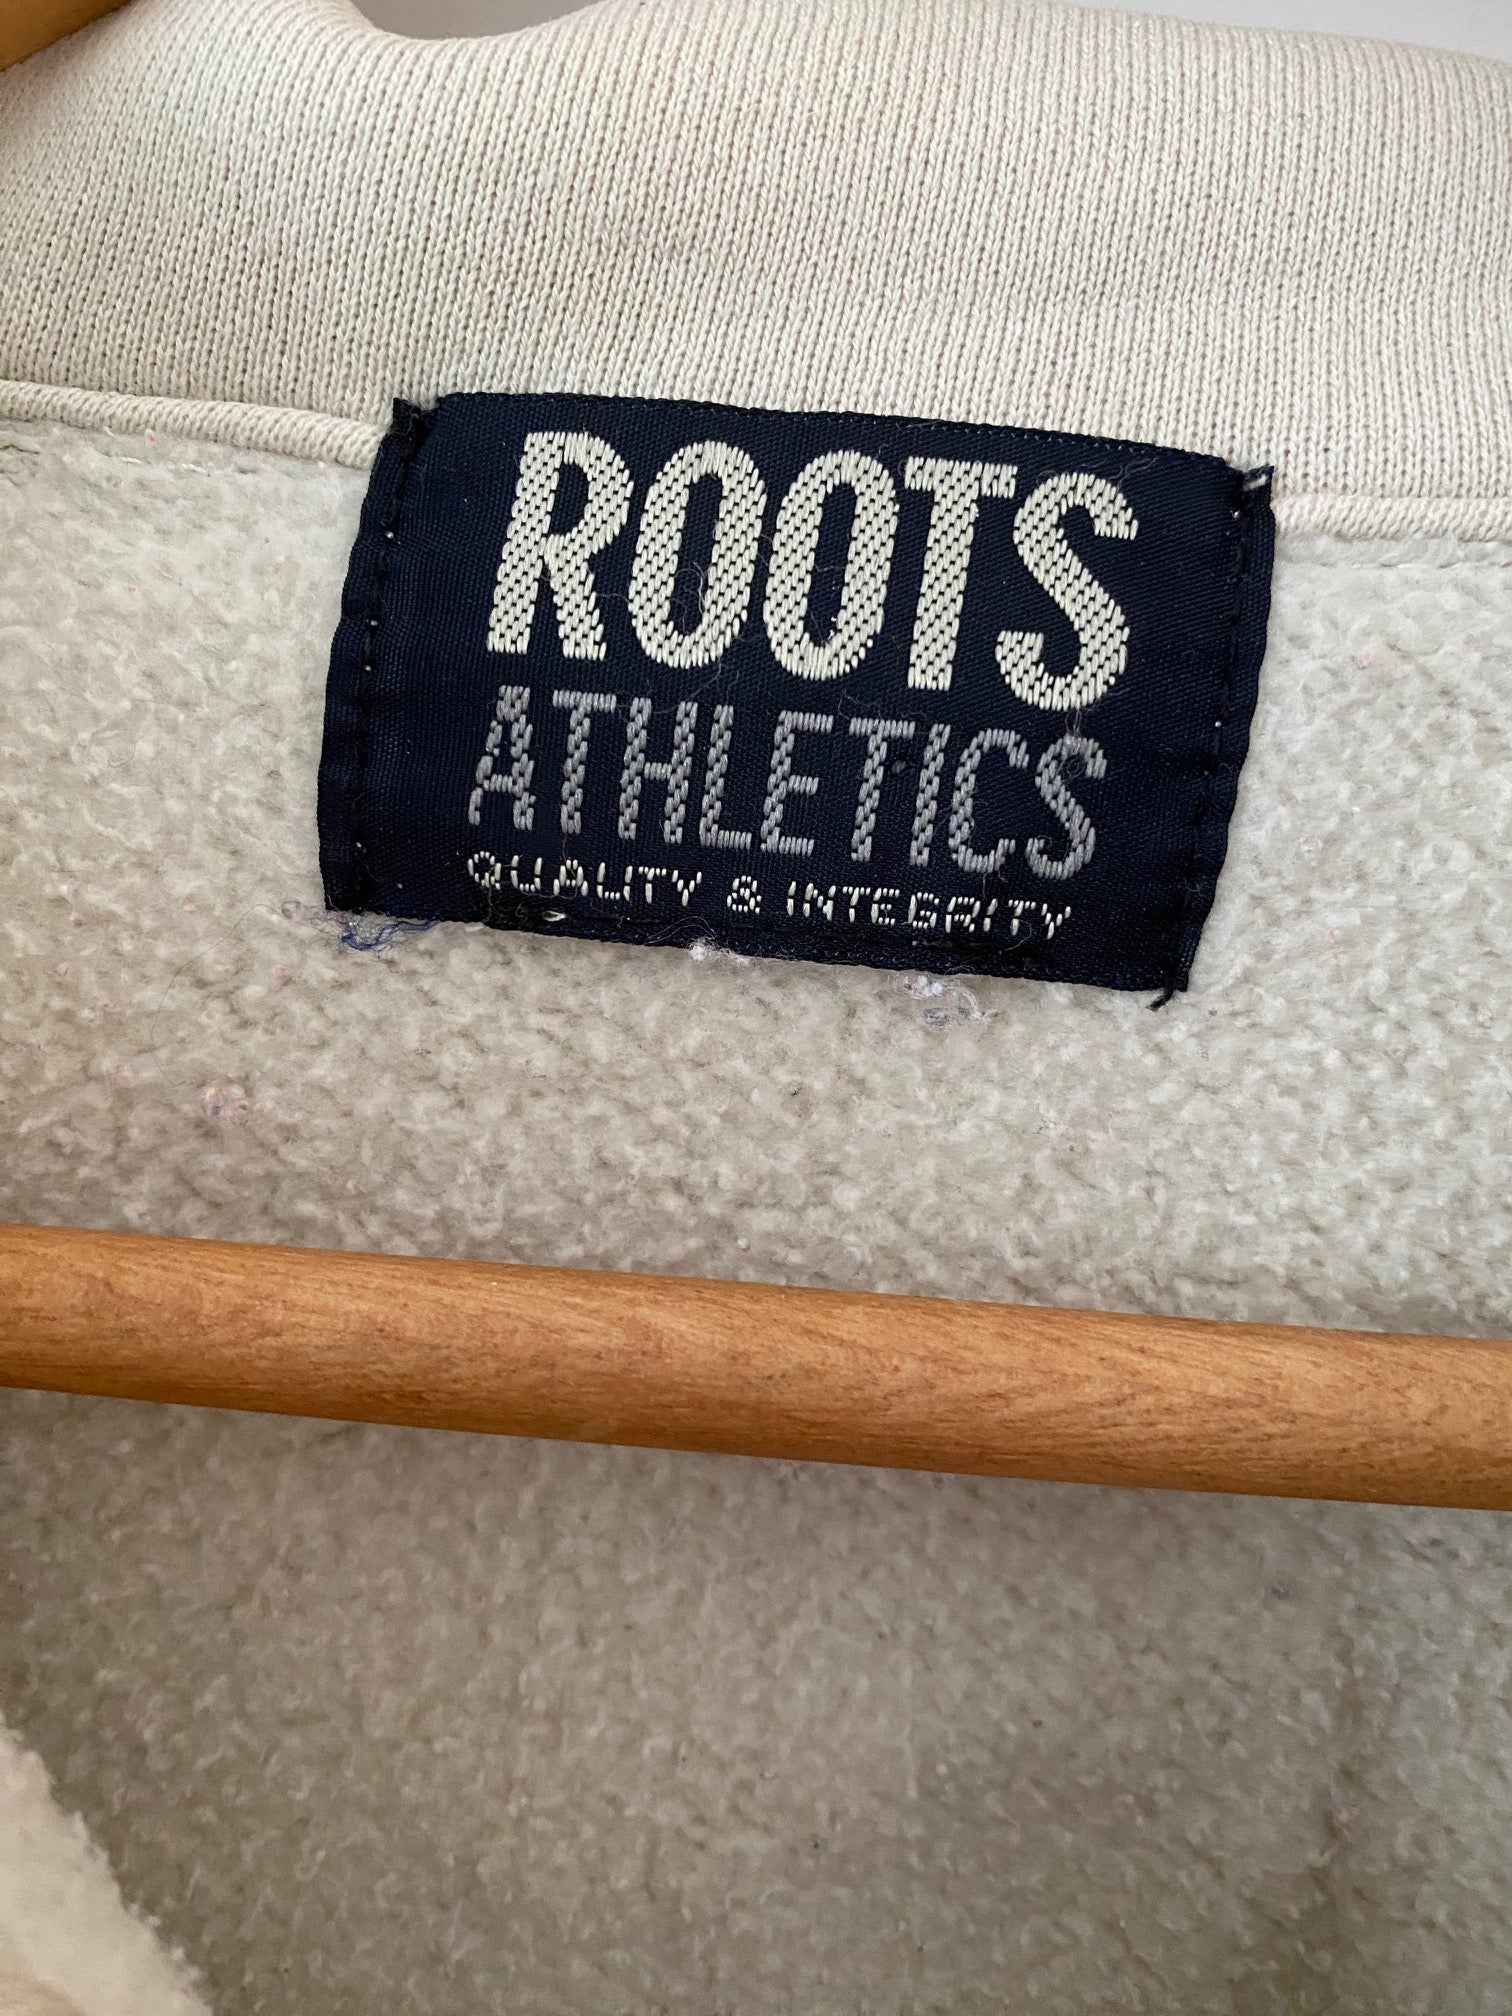 ROOTS
ATHLETICS
QUALITY & INTEGRITY